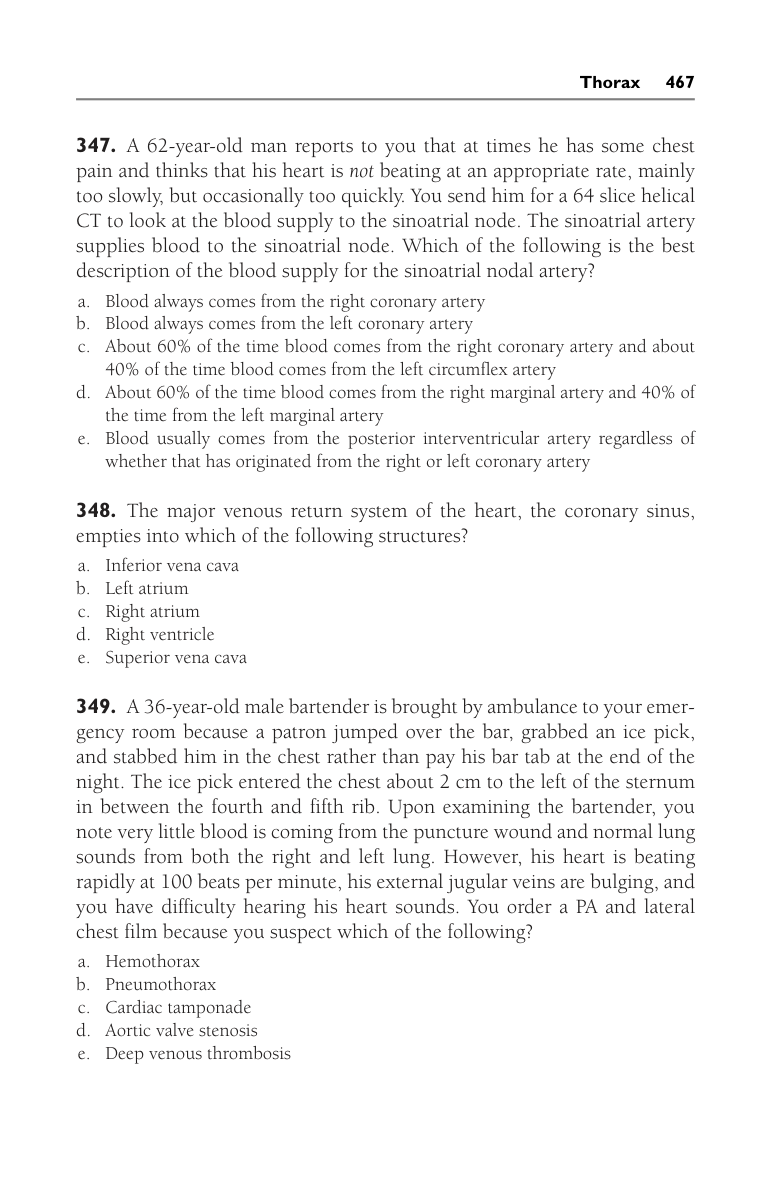 Thorax 467
347. A 62-year-old man reports to you that at times he has some chest
pain and thinks that his heart is not beating at an appropriate rate, mainly
too slowly, but occasionally too quickly. You send him for a 64 slice helical
CT to look at the blood supply to the sinoatrial node. The sinoatrial artery
supplies blood to the sinoatrial node. Which of the following is the best
description of the blood supply for the sinoatrial nodal artery?
a. Blood always comes from the right coronary artery
b. Blood always comes from the left coronary artery
c. About 60% of the time blood comes from the right coronary artery and about
40% of the time blood comes from the left circumflex artery
d. About 60% of the time blood comes from the right marginal artery and 40% of
the time from the left marginal artery
e. Blood usually comes from the posterior interventricular artery regardless of
whether that has originated from the right or left coronary artery
348. The major venous return system of the heart, the coronary sinus,
empties into which of the following structures?
a. Inferior vena cava
b. Left atrium
c. Right atrium
d. Right ventricle
e. Superior vena cava
349. A 36-year-old male bartender is brought by ambulance to your emer-
gency room because a patron jumped over the bar, grabbed an ice pick,
and stabbed him in the chest rather than pay his bar tab at the end of the
night. The ice pick entered the chest about 2 cm to the left of the sternum
in between the fourth and fifth rib. Upon examining the bartender, you
note very little blood is coming from the puncture wound and normal lung
sounds from both the right and left lung. However, his heart is beating
rapidly at 100 beats per minute, his external jugular veins are bulging, and
you have difficulty hearing his heart sounds. You order a PA and lateral
chest film because you suspect which of the following?
a. Hemothorax
b. Pneumothorax
c. Cardiac tamponade
d. Aortic valve stenosis
e. Deep venous thrombosis